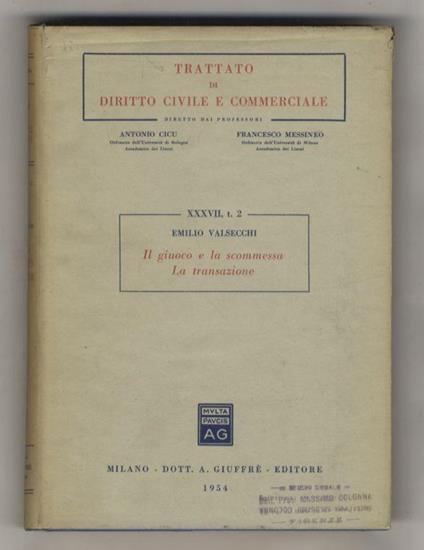 TRATTATO
DI
DIRITTO CIVILE E COMMERCIALE
DIRETTO DAI PROFESSORI
ANTONIO CICU
Ordinario dell'Università di Bologna
Accademico dei Lincei
FRANCESCO MESSINEO
Ordinario dell'Università di Milano
Accademico dei Lincei
XXXVII, t. 2
EMILIO VALSECCHI
Il giuoco e la scommessa
La transazione
MVLTA
PAVCIS
AG
MILANO - DOTT. A. GIUFFRÈ - EDITORE
1954
FIRENZE